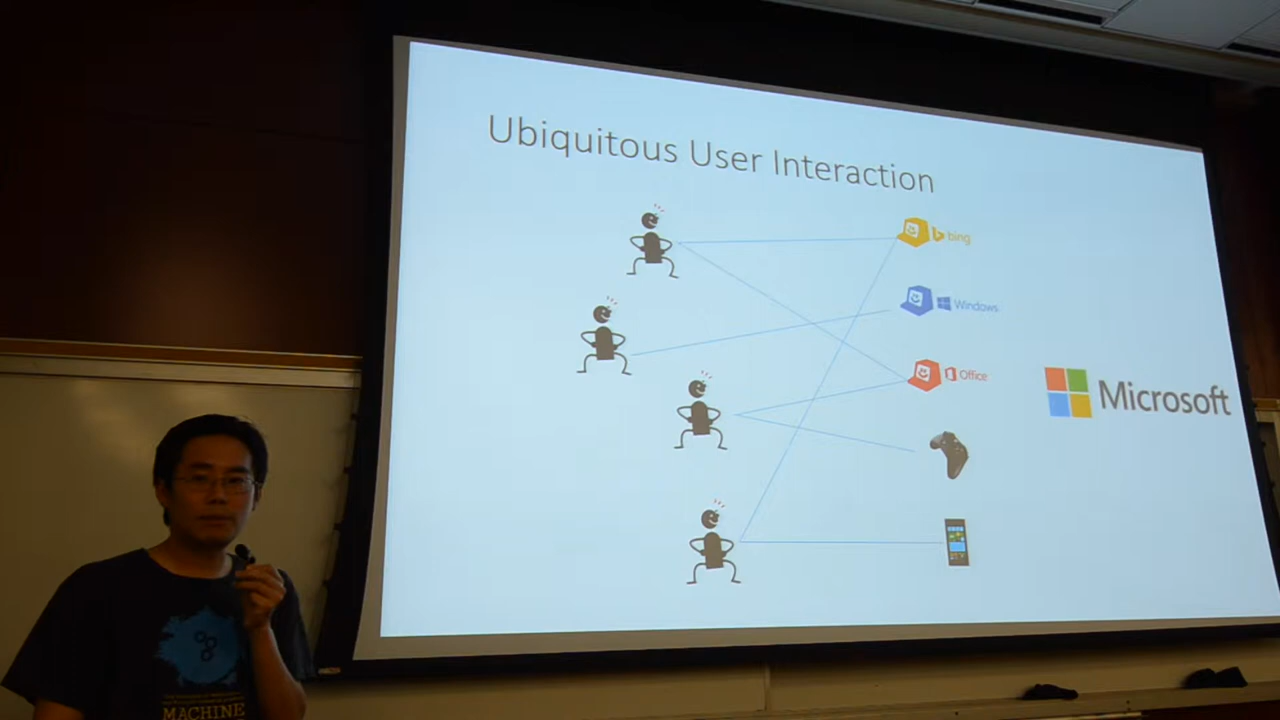 Ubiquitous User Interaction
bing
Windows
Office
Microsoft
MACHINE